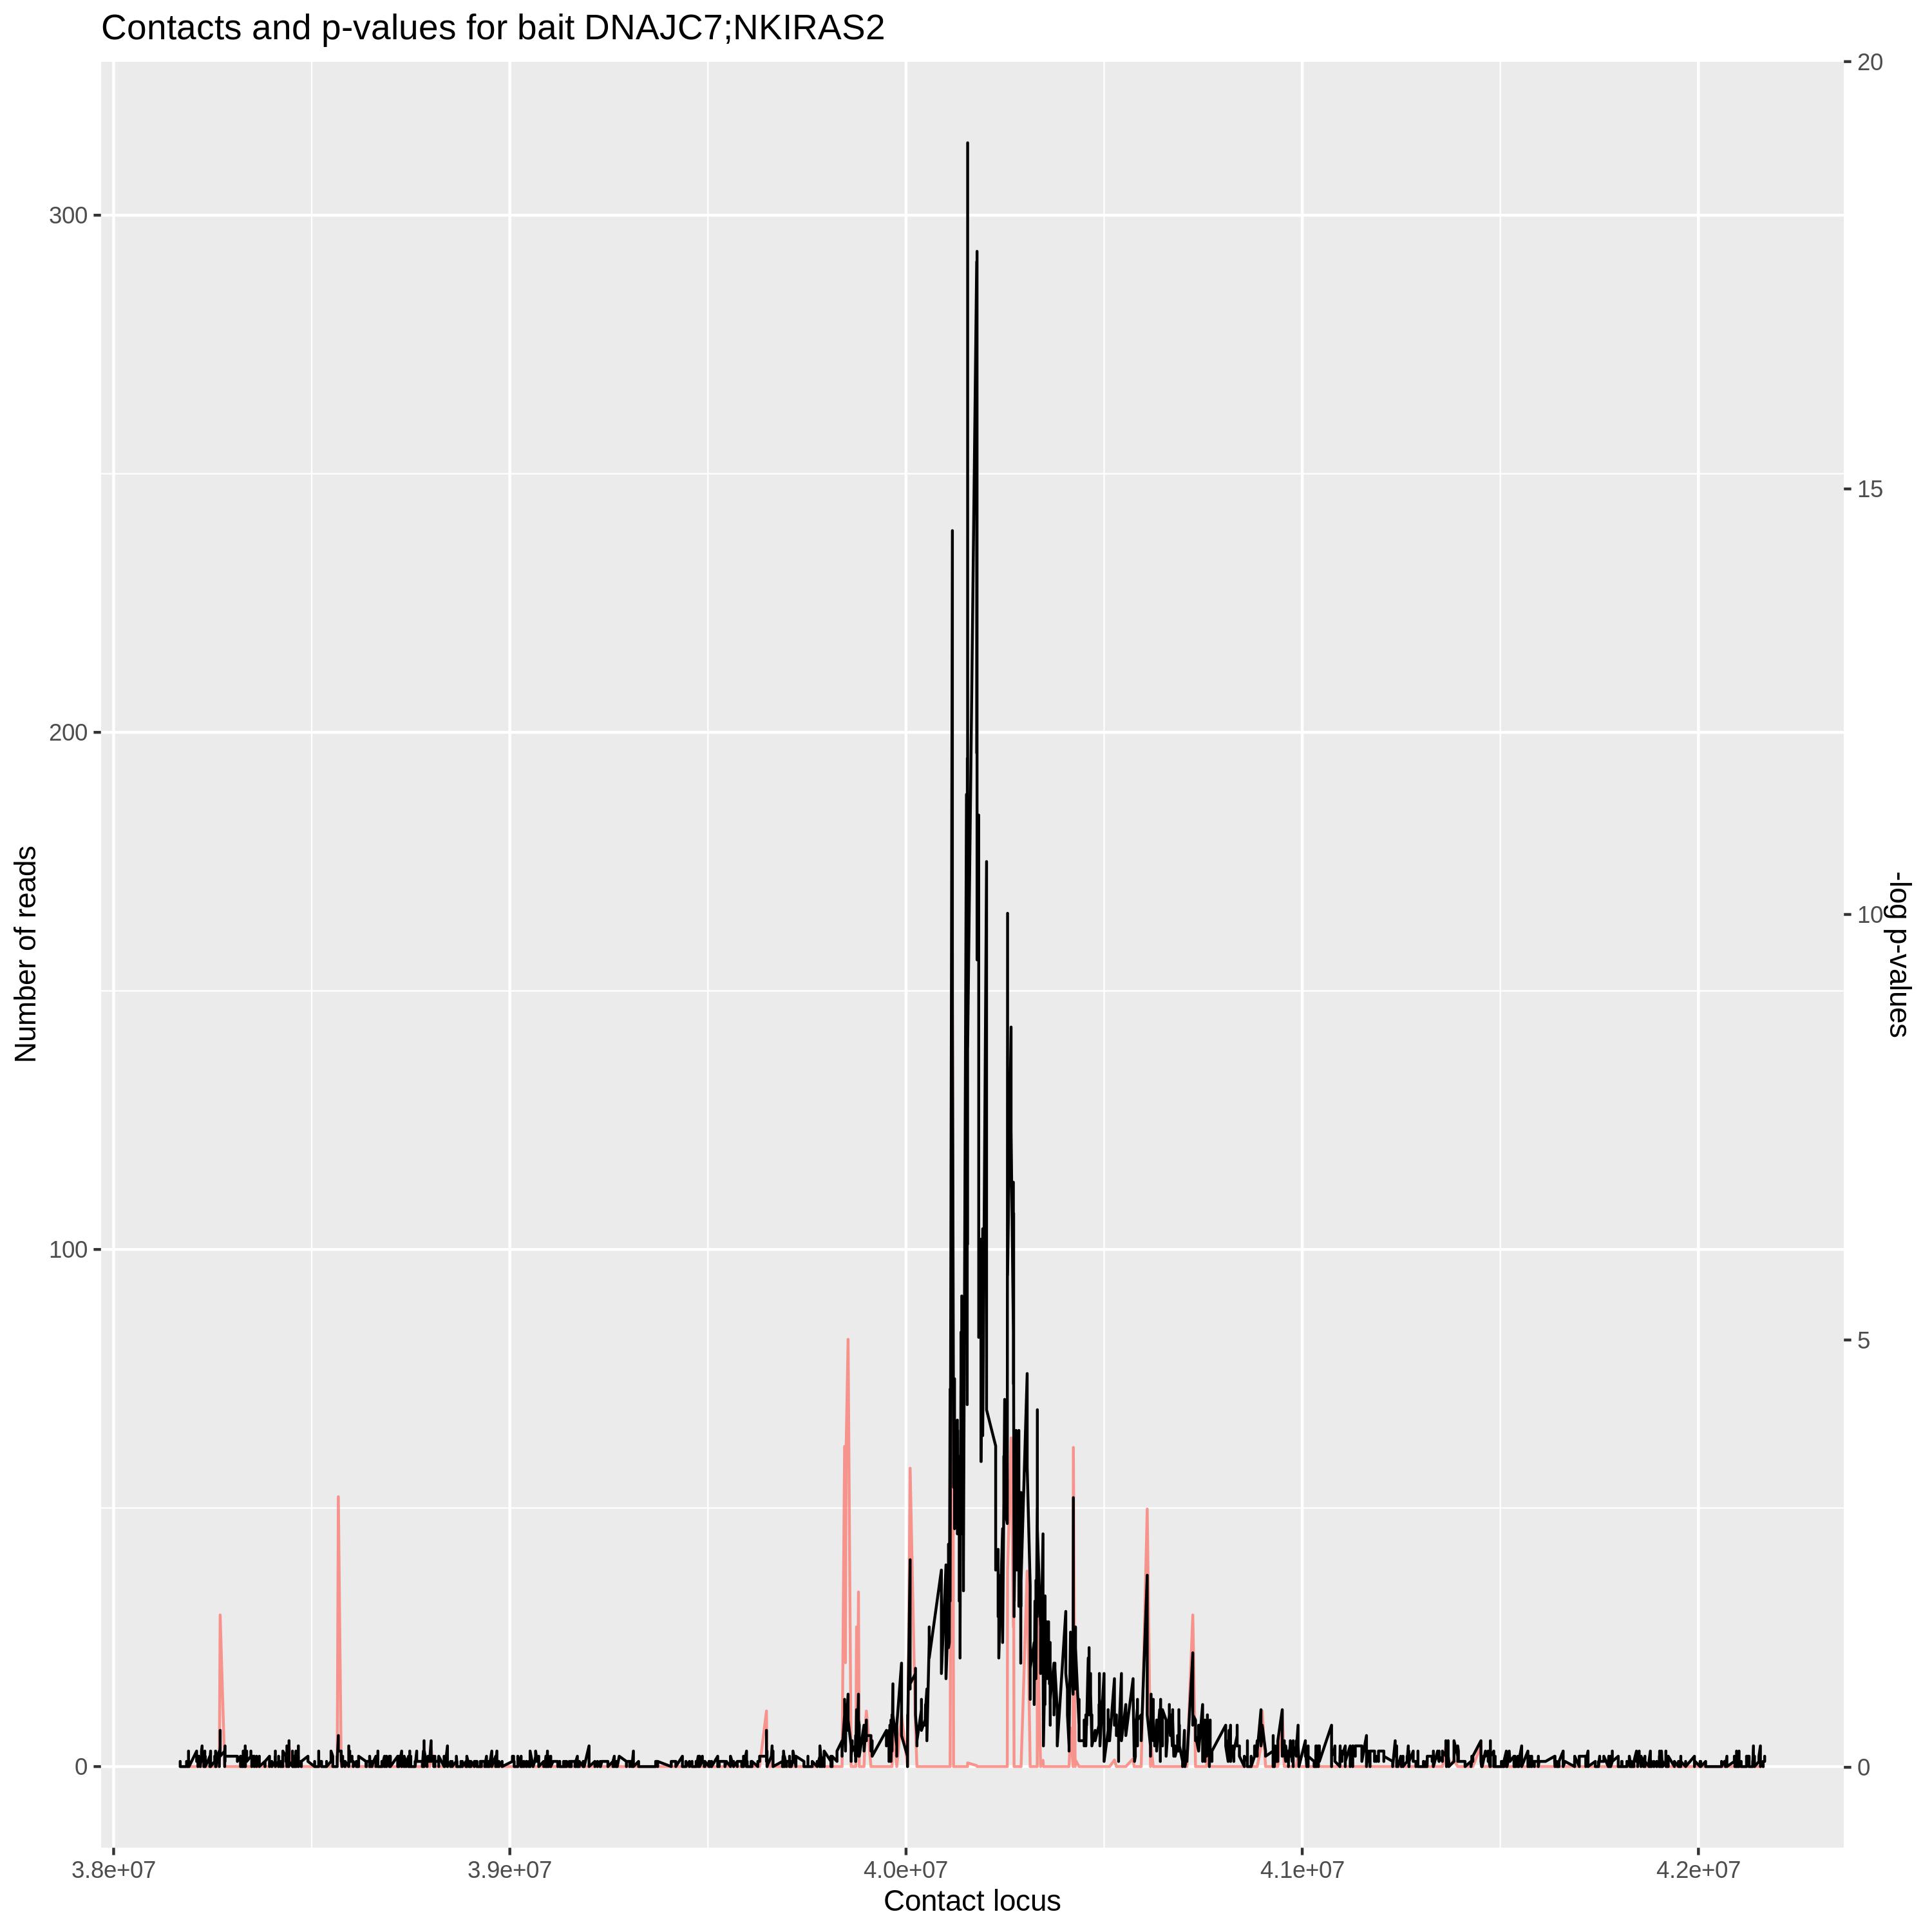 Contacts and p-values for bait DNAJC7;NKIRAS2
Number of reads
300
200
100
0
20
15
10
5
0
-log p-values
3.8e+07 3.9e+07 4.0e+07 4.1e+07 4.2e+07
Contact locus